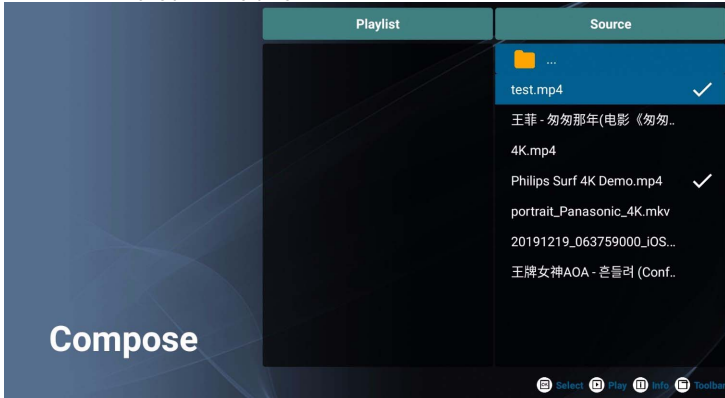 Playlist
Source
...
test.mp4
王菲 - 匆匆那年(电影《匆匆..
4K.mp4
Philips Surf 4K Demo.mp4
portrait_Panasonic_4K.mkv
20191219_063759000_iOS...
王牌女神AOA - 흔들려 (Conf..
Compose
OK Select Play Info Toolbar